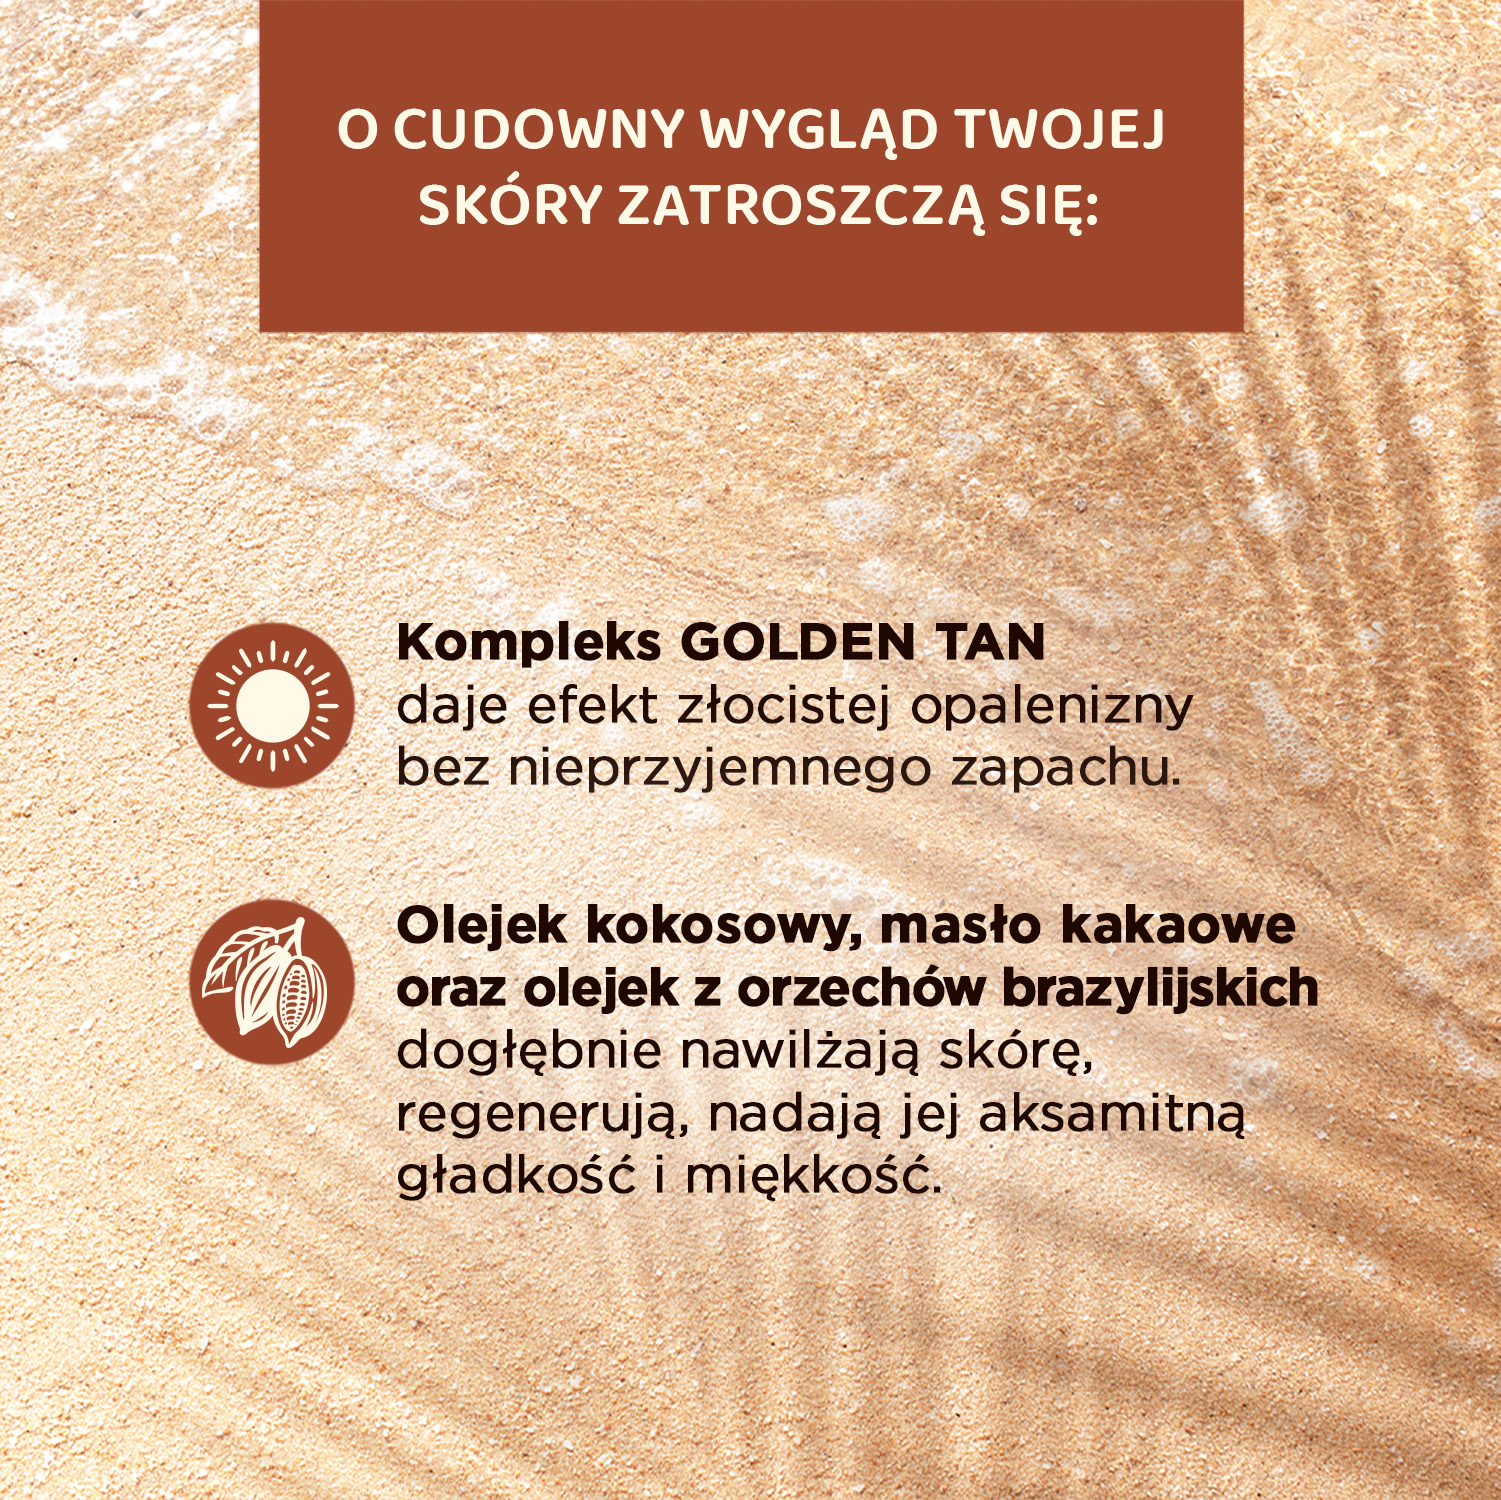 O CUDOWNY WYGLĄD TWOJEJ
SKÓRY ZATROSZCZĄ SIĘ:
Kompleks GOLDEN TAN
daje efekt złocistej opalenizny
bez nieprzyjemnego zapachu.
Olejek kokosowy, masło kakaowe
oraz olejek z orzechów brazylijskich
dogłębnie nawilżają skórę,
regenerują, nadają jej aksamitną
gładkość i miękkość.